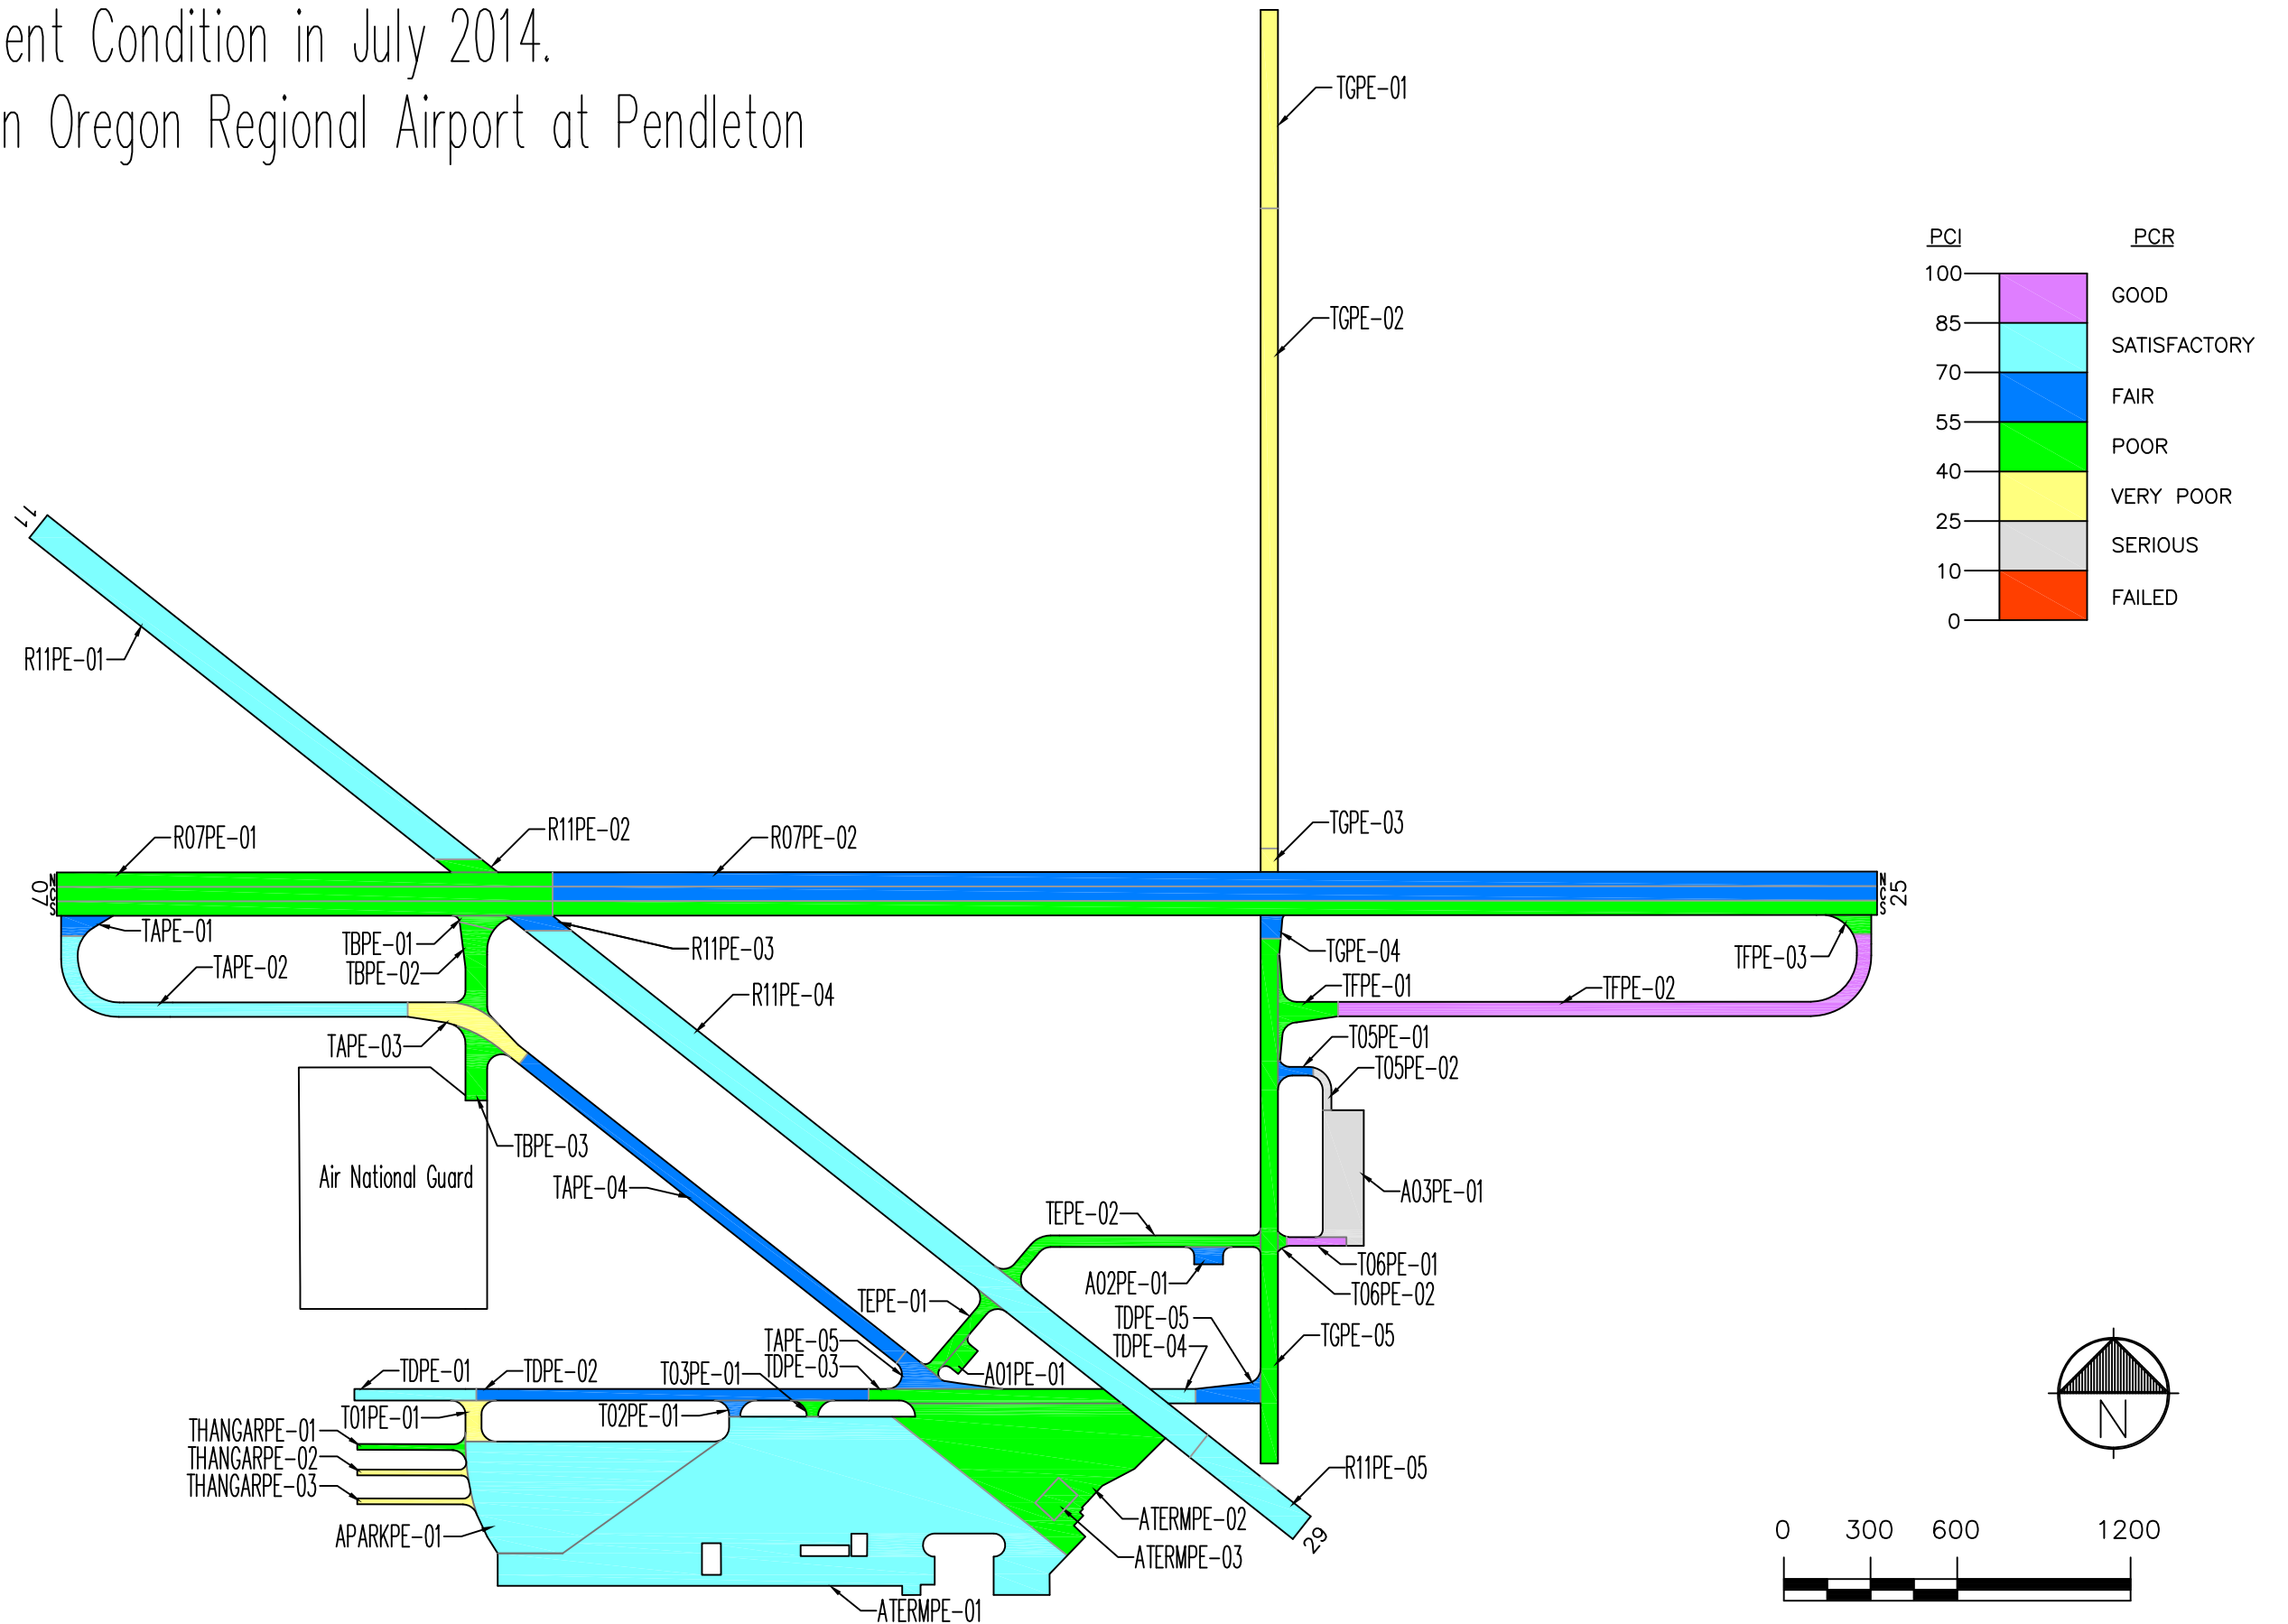 ent Condition in July 2014.
n Oregon Regional Airport at Pendleton
TGPE-01
PCI PCR
100
GOOD
85
SATISFACTORY
70
FAIR
55
POOR
40
VERY POOR
25
SERIOUS
10
FAILED
0
TGPE-02
11
R11PE-01
R07PE-01
R11PE-02
R07PE-02
TGPE-03
07
N
C
S
N
C
S
25
TAPE-01
TBPE-01
TBPE-02
R11PE-03
TGPE-04
TFPE-03
TAPE-02
R11PE-04
TFPE-01
TFPE-02
TAPE-03
T05PE-01
T05PE-02
TBPE-03
Air National Guard
TAPE-04
A03PE-01
TEPE-02
A02PE-01
T06PE-01
T06PE-02
TEPE-01
TDPE-05
TDPE-04
TGPE-05
TAPE-05
TDPE-03
TDPE-01
TDPE-02
T03PE-01
A01PE-01
T01PE-01
T02PE-01
THANGARPE-01
THANGARPE-02
THANGARPE-03
R11PE-05
APARKPE-01
ATERMPE-02
ATERMPE-03
29
ATERMPE-01
N
0 300 600 1200